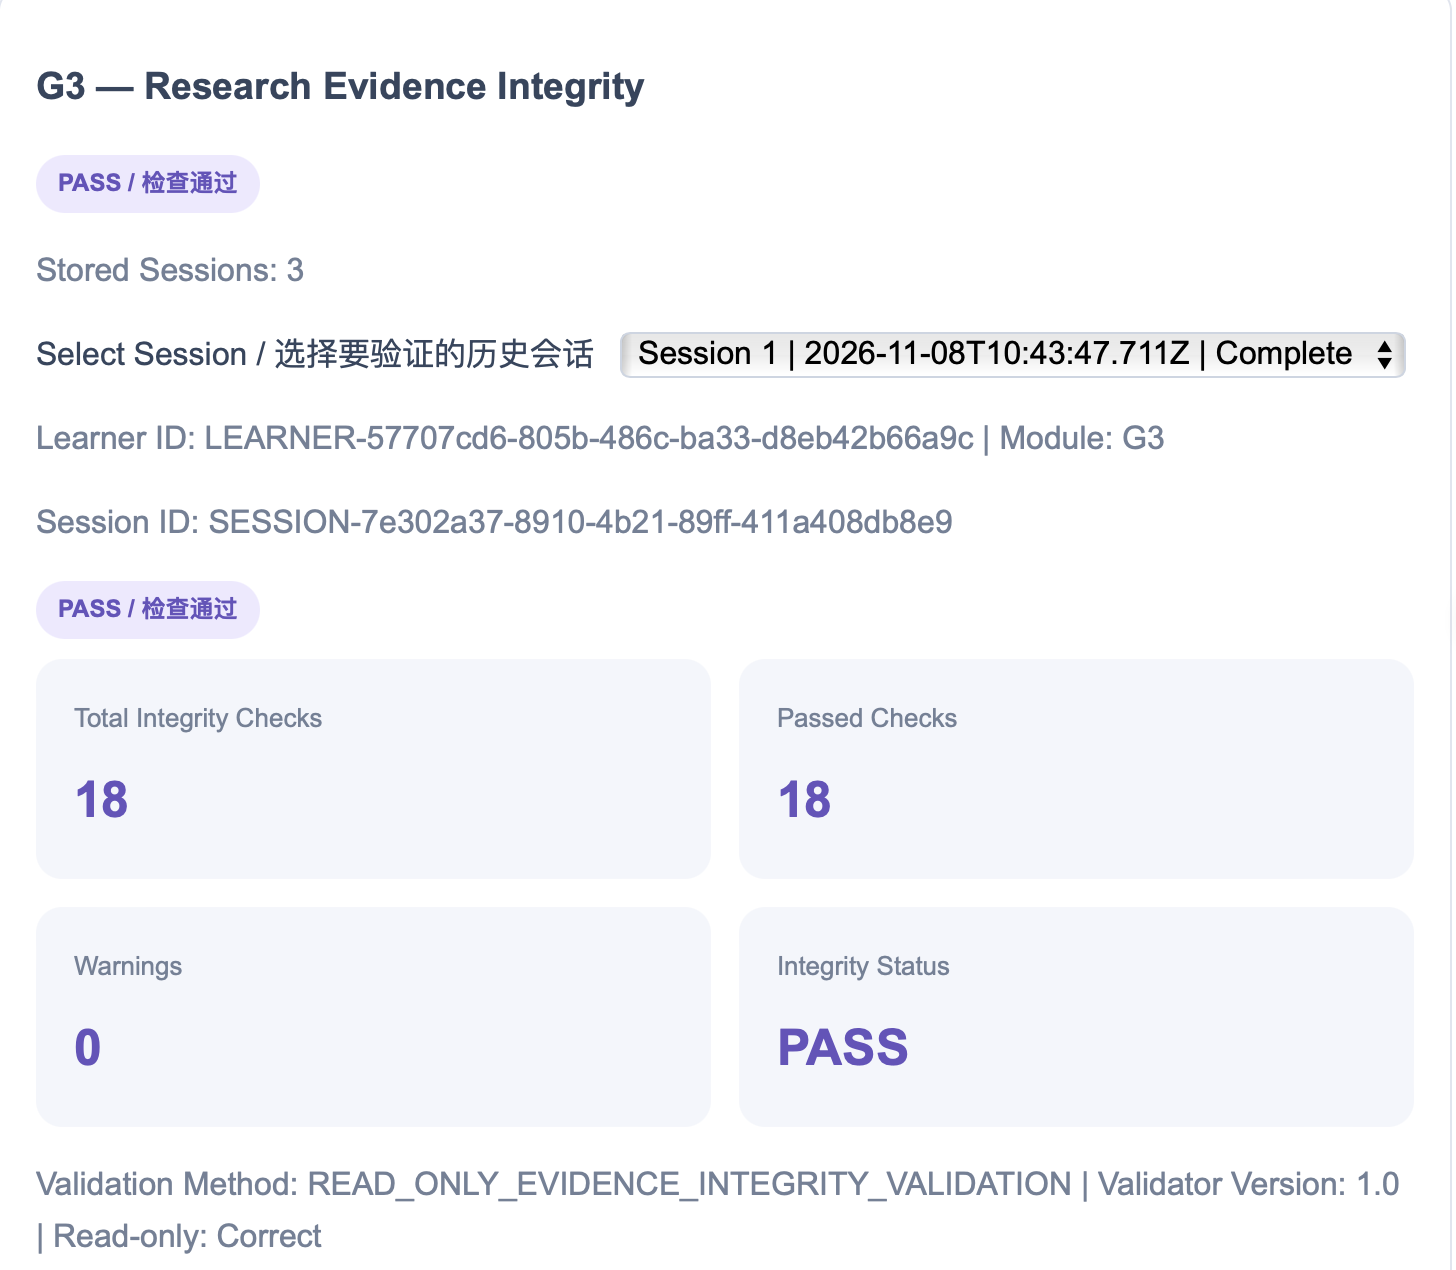 G3 — Research Evidence Integrity
PASS / 检查通过
Stored Sessions: 3
Select Session / 选择要验证的历史会话 Session 1 | 2026-11-08T10:43:47.711Z | Complete
Learner ID: LEARNER-57707cd6-805b-486c-ba33-d8eb42b66a9c | Module: G3
Session ID: SESSION-7e302a37-8910-4b21-89ff-411a408db8e9
PASS / 检查通过
Total Integrity Checks
18
Passed Checks
18
Warnings
0
Integrity Status
PASS
Validation Method: READ_ONLY_EVIDENCE_INTEGRITY_VALIDATION | Validator Version: 1.0
| Read-only: Correct